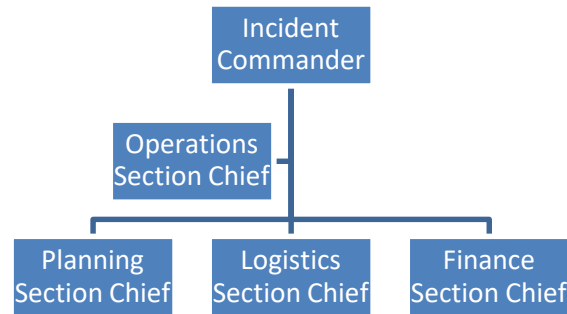 Incident
Commander
Operations
Section Chief
Planning
Section Chief
Logistics
Section Chief
Finance
Section Chief